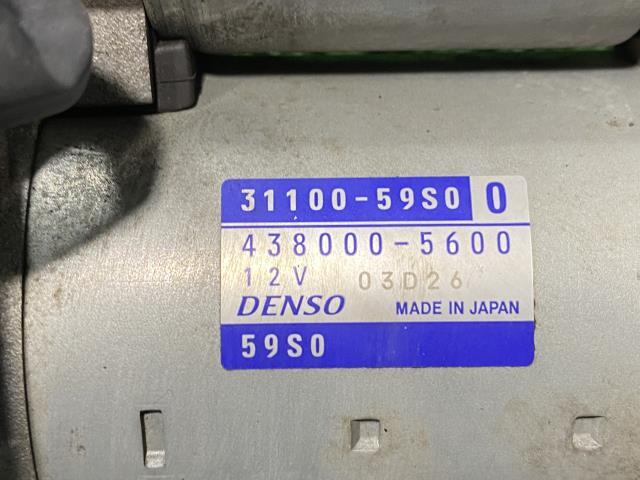 31100-59S0 0
438000-5600
12V 03D26
DENSO MADE IN JAPAN
59S0